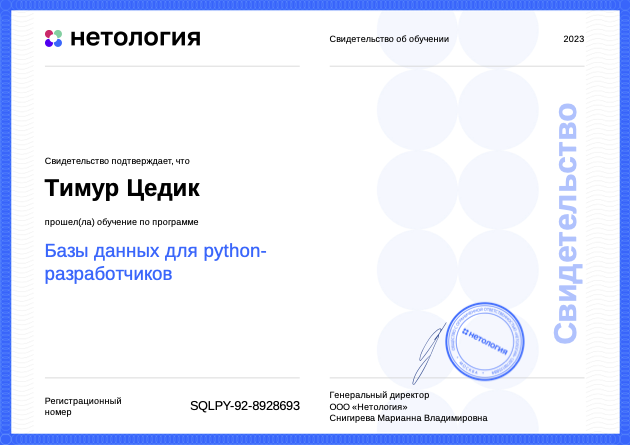 нетология
Свидетельство об обучении
2023
Свидетельство подтверждает, что
Тимур Цедик
прошел(ла) обучение по программе
Базы данных для python-
разработчиков
Свидетельство
нетология
Регистрационный
номер
SQLPY-92-8928693
Генеральный директор
ООО «Нетология»
Снигирева Марианна Владимировна